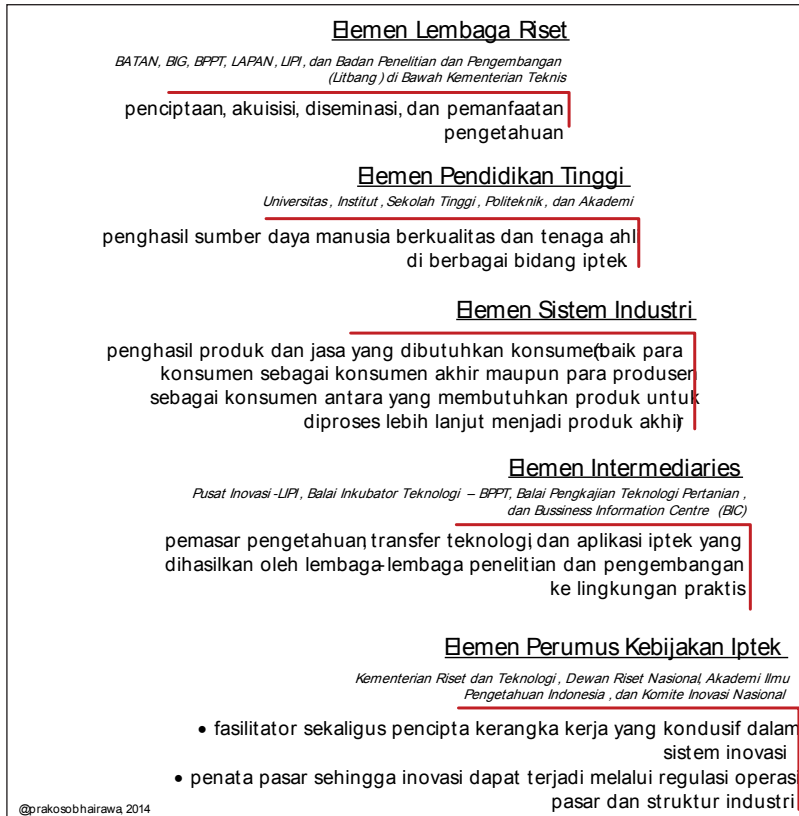 Elemen Lembaga Riset
BATAN, BIG, BPPT, LAPAN, LIPI, dan Badan Penelitian dan Pengembangan
(Litbang ) di Bawah Kementerian Teknis
penciptaan, akuisisi, diseminasi, dan pemanfaatan
pengetahuan
Elemen Pendidikan Tinggi
Universitas , Institut , Sekolah Tinggi , Politeknik, dan Akademi
penghasil sumber daya manusia berkualitas dan tenaga ahli
di berbagai bidang iptek
Elemen Sistem Industri
penghasil produk dan jasa yang dibutuhkan konsumen(baik para
konsumen sebagai konsumen akhir maupun para produsen
sebagai konsumen antara yang membutuhkan produk untuk
diproses lebih lanjut menjadi produk akhir)
Elemen Intermediaries
Pusat Inovasi -LIPI , Balai Inkubator Teknologi – BPPT, Balai Pengkajian Teknologi Pertanian ,
dan Bussiness Information Centre (BIC)
pemasar pengetahuan, transfer teknologi, dan aplikasi iptek yang
dihasilkan oleh lembaga-lembaga penelitian dan pengembangan
ke lingkungan praktis
Elemen Perumus Kebijakan Iptek
Kementerian Riset dan Teknologi , Dewan Riset Nasional, Akademi Ilmu
Pengetahuan Indonesia , dan Komite Inovasi Nasional
• fasilitator sekaligus pencipta kerangka kerja yang kondusif dalam
sistem inovasi
• penata pasar sehingga inovasi dapat terjadi melalui regulasi operasi
pasar dan struktur industri
@prakosobhairawa, 2014